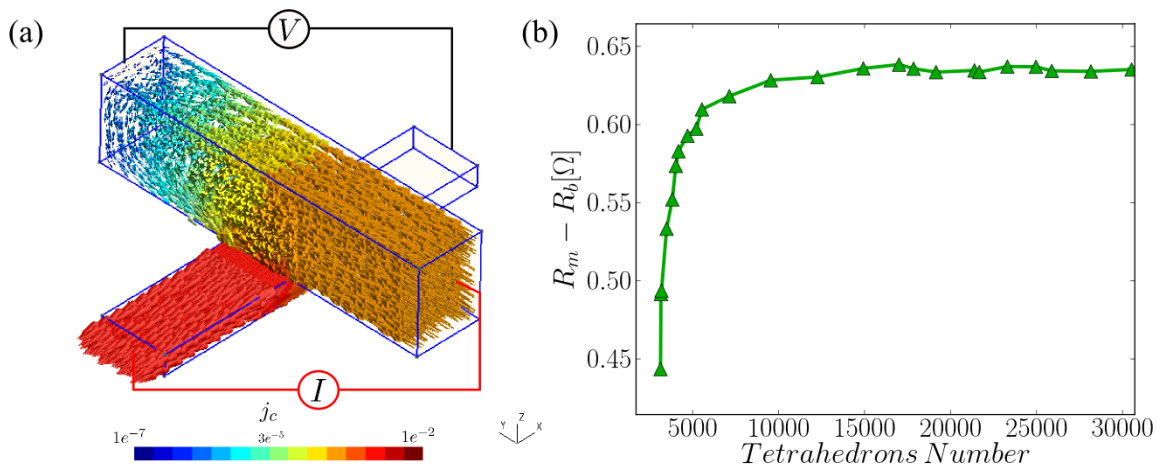 (a)
V
I
j_c
1e^{-7} 3e^{-5} 1e^{-2}
Z
Y X
(b)
0.65
0.60
0.55
0.50
0.45
R_m − R_b[Ω]
5000 10000 15000 20000 25000 30000
Tetrahedrons Number